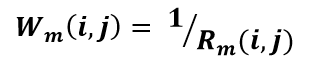 W_m(i,j) = 1/R_m(i,j)